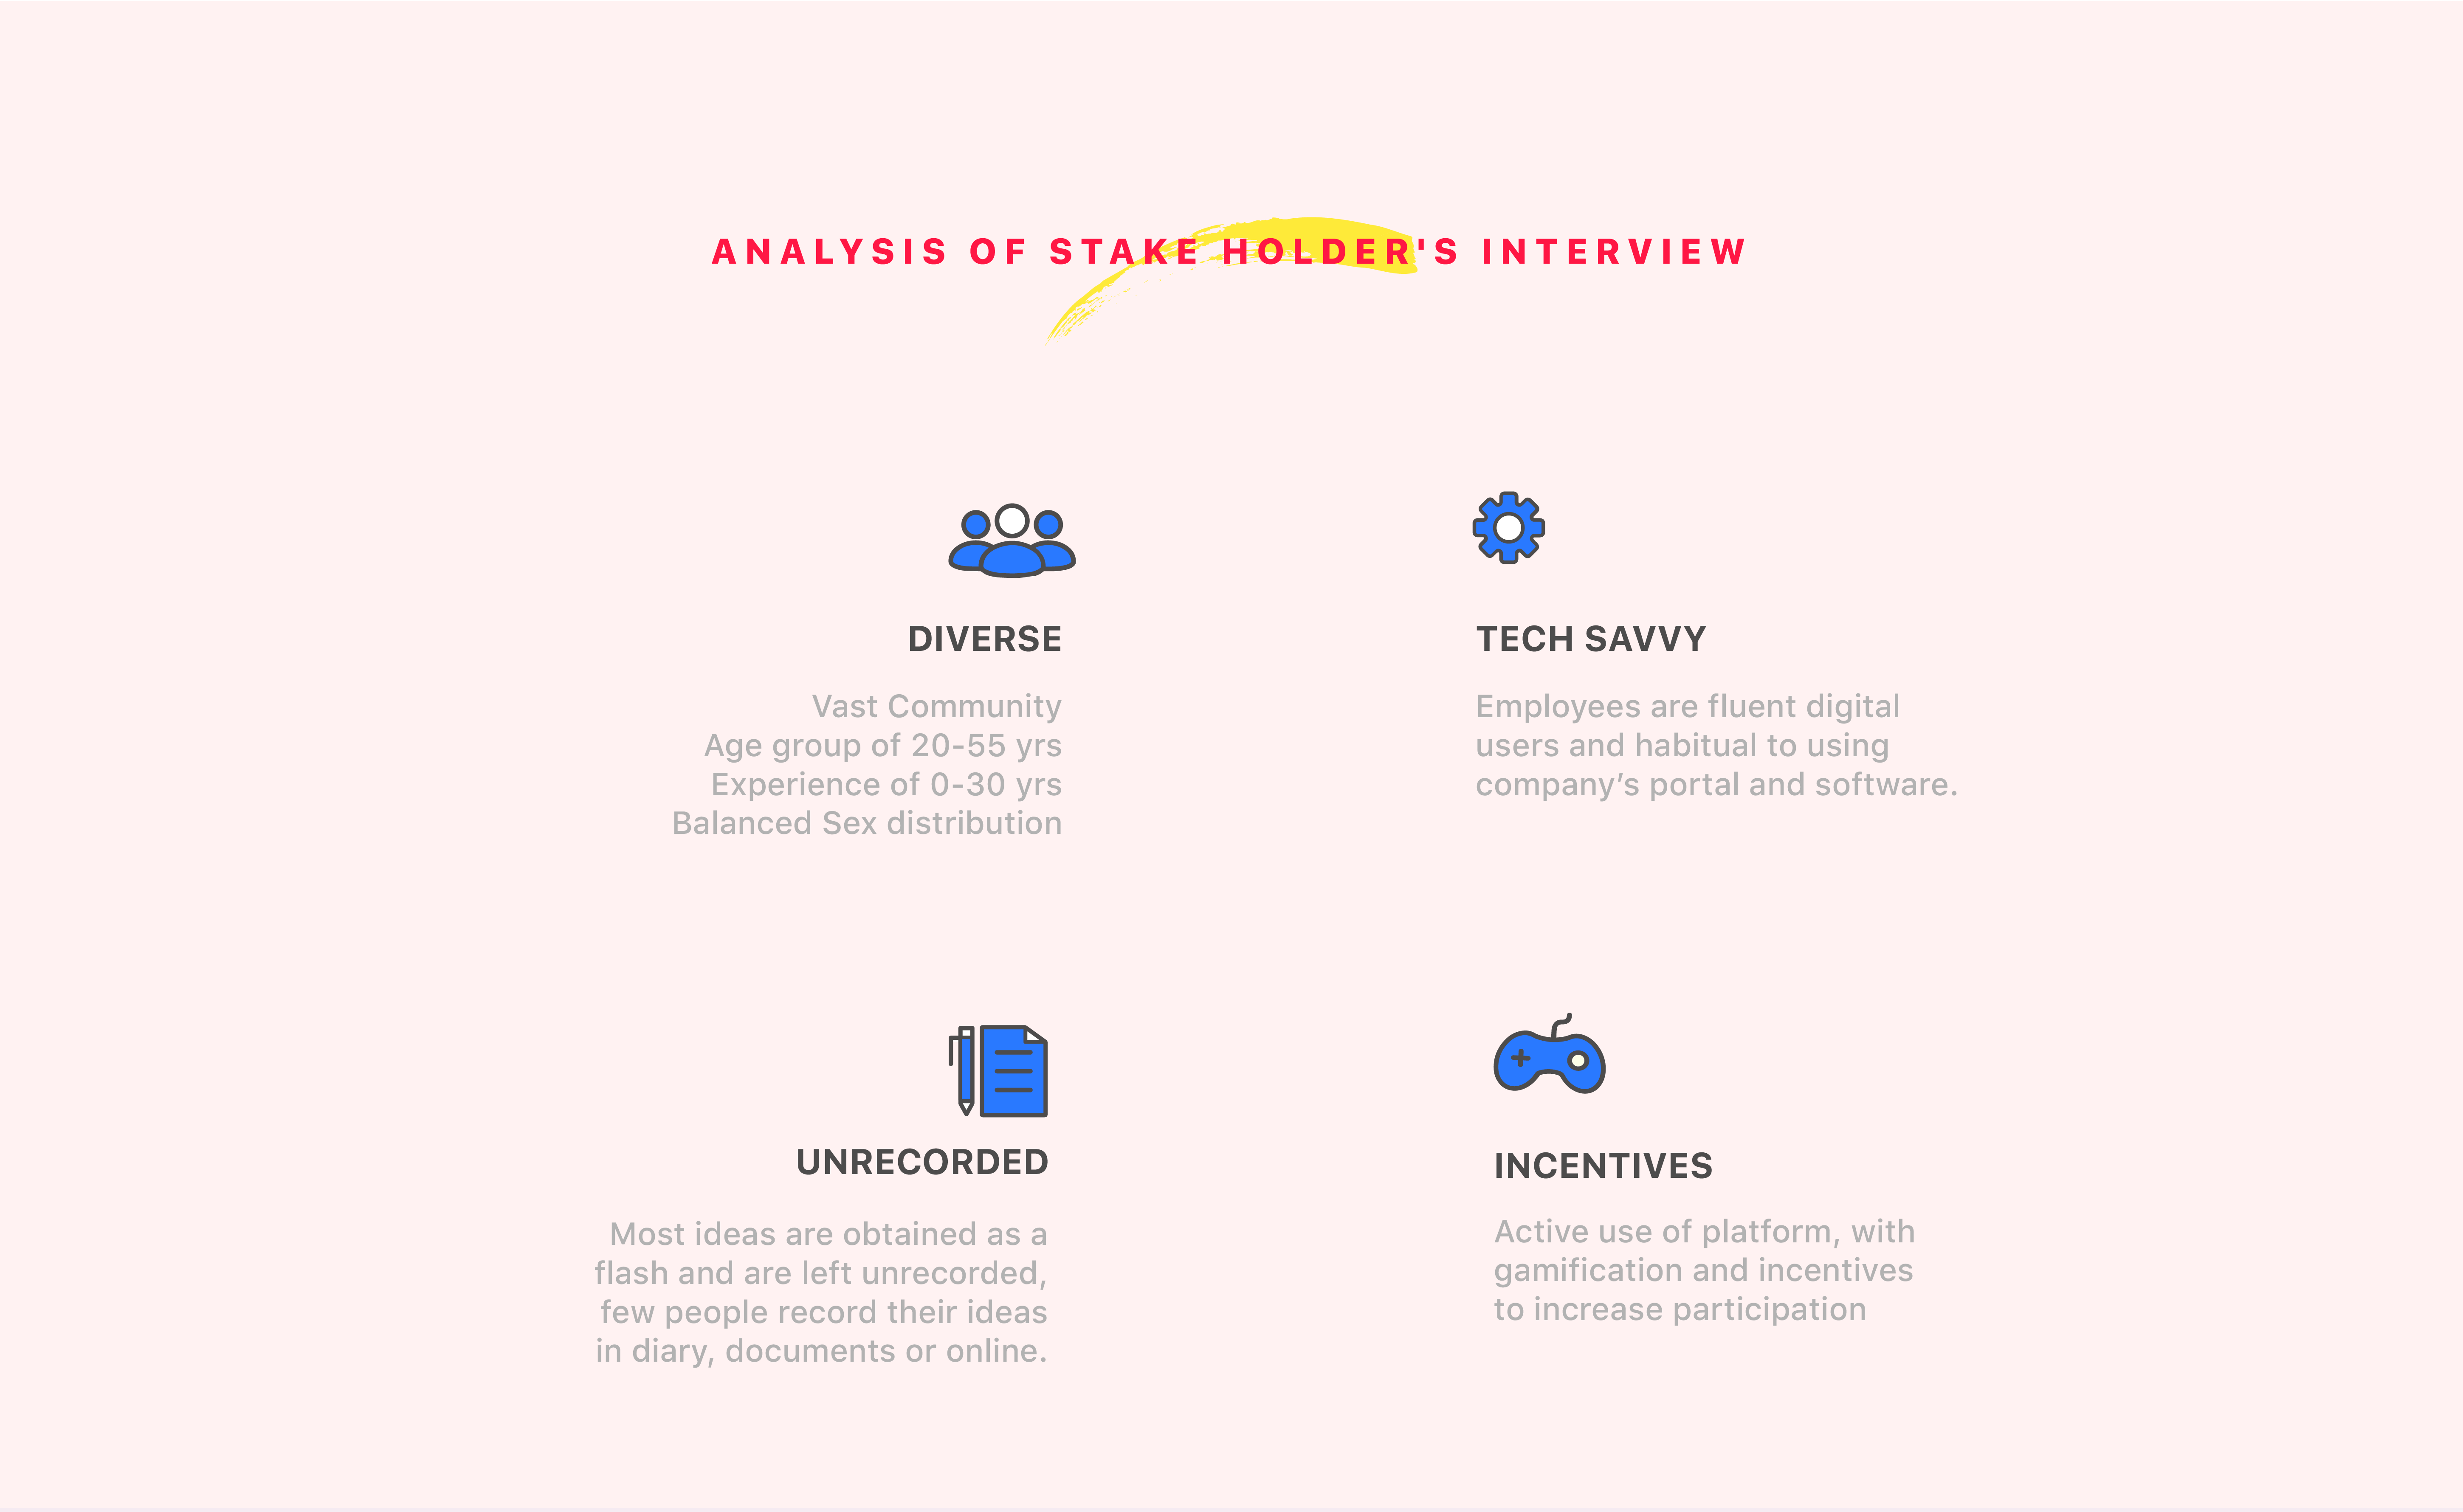 ANALYSIS OF STAKE HOLDER'S INTERVIEW
DIVERSE
Vast Community
Age group of 20-55 yrs
Experience of 0-30 yrs
Balanced Sex distribution
TECH SAVVY
Employees are fluent digital
users and habitual to using
company’s portal and software.
UNRECORDED
Most ideas are obtained as a
flash and are left unrecorded,
few people record their ideas
in diary, documents or online.
INCENTIVES
Active use of platform, with
gamification and incentives
to increase participation